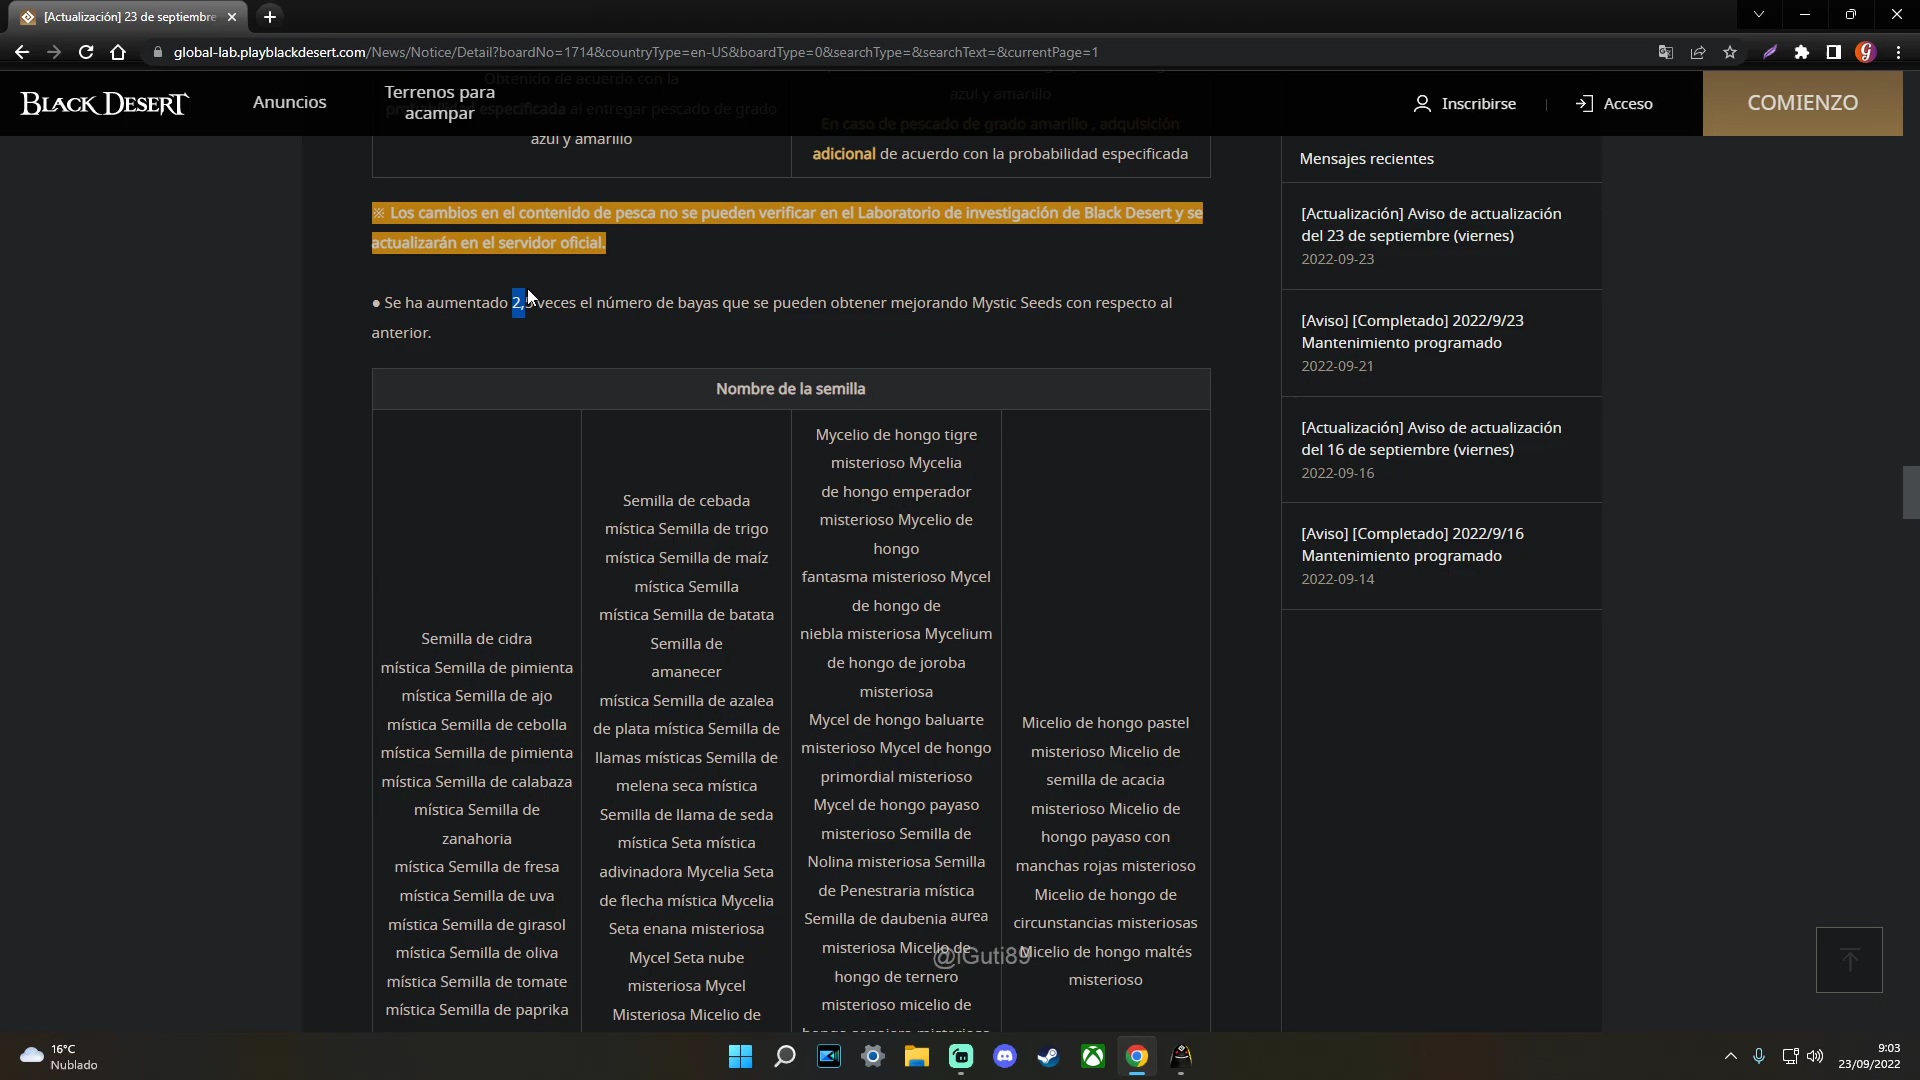 [Actualización] 23 de septiembre
global-lab.playblackdesert.com/News/Notice/Detail?boardNo=1714&countryType=en-US&boardType=0&searchType=&searchText=&currentPage=1
BLACK DESERT
Anuncios
Terrenos para
acampar
Inscribirse
Acceso
COMIENZO
Obtenido de acuerdo con la
probabilidad especificada al entregar pescado de grado
azul y amarillo
azul y amarillo
En caso de pescado de grado amarillo , adquisición
adicional de acuerdo con la probabilidad especificada
※ Los cambios en el contenido de pesca no se pueden verificar en el Laboratorio de investigación de Black Desert y se
actualizarán en el servidor oficial.
● Se ha aumentado 2,5 veces el número de bayas que se pueden obtener mejorando Mystic Seeds con respecto al
anterior.
Nombre de la semilla
Semilla de cidra
mística Semilla de pimienta
mística Semilla de ajo
mística Semilla de cebolla
mística Semilla de pimienta
mística Semilla de calabaza
mística Semilla de
zanahoria
mística Semilla de fresa
mística Semilla de uva
mística Semilla de girasol
mística Semilla de oliva
mística Semilla de tomate
mística Semilla de paprika
Semilla de cebada
mística Semilla de trigo
mística Semilla de maíz
mística Semilla
mística Semilla de batata
Semilla de
amanecer
mística Semilla de azalea
de plata mística Semilla de
llamas místicas Semilla de
melena seca mística
Semilla de llama de seda
mística Seta mística
adivinadora Mycelia Seta
de flecha mística Mycelia
Seta enana misteriosa
Mycel Seta nube
misteriosa Mycel
Misteriosa Micelio de
Mycelio de hongo tigre
misterioso Mycelia
de hongo emperador
misterioso Mycelio de
hongo
fantasma misterioso Mycel
de hongo de
niebla misteriosa Mycelium
de hongo de joroba
misteriosa
Mycel de hongo baluarte
misterioso Mycel de hongo
primordial misterioso
Mycel de hongo payaso
misterioso Semilla de
Nolina misteriosa Semilla
de Penestraria mística
Semilla de daubenia aurea
misteriosa Micelio de
hongo de ternero
misterioso micelio de
Micelio de hongo pastel
misterioso Micelio de
semilla de acacia
misterioso Micelio de
hongo payaso con
manchas rojas misterioso
Micelio de hongo de
circunstancias misteriosas
Micelio de hongo maltés
misterioso
@iGuti89
Mensajes recientes
[Actualización] Aviso de actualización
del 23 de septiembre (viernes)
2022-09-23
[Aviso] [Completado] 2022/9/23
Mantenimiento programado
2022-09-21
[Actualización] Aviso de actualización
del 16 de septiembre (viernes)
2022-09-16
[Aviso] [Completado] 2022/9/16
Mantenimiento programado
2022-09-14
16°C
Nublado
9:03
23/09/2022